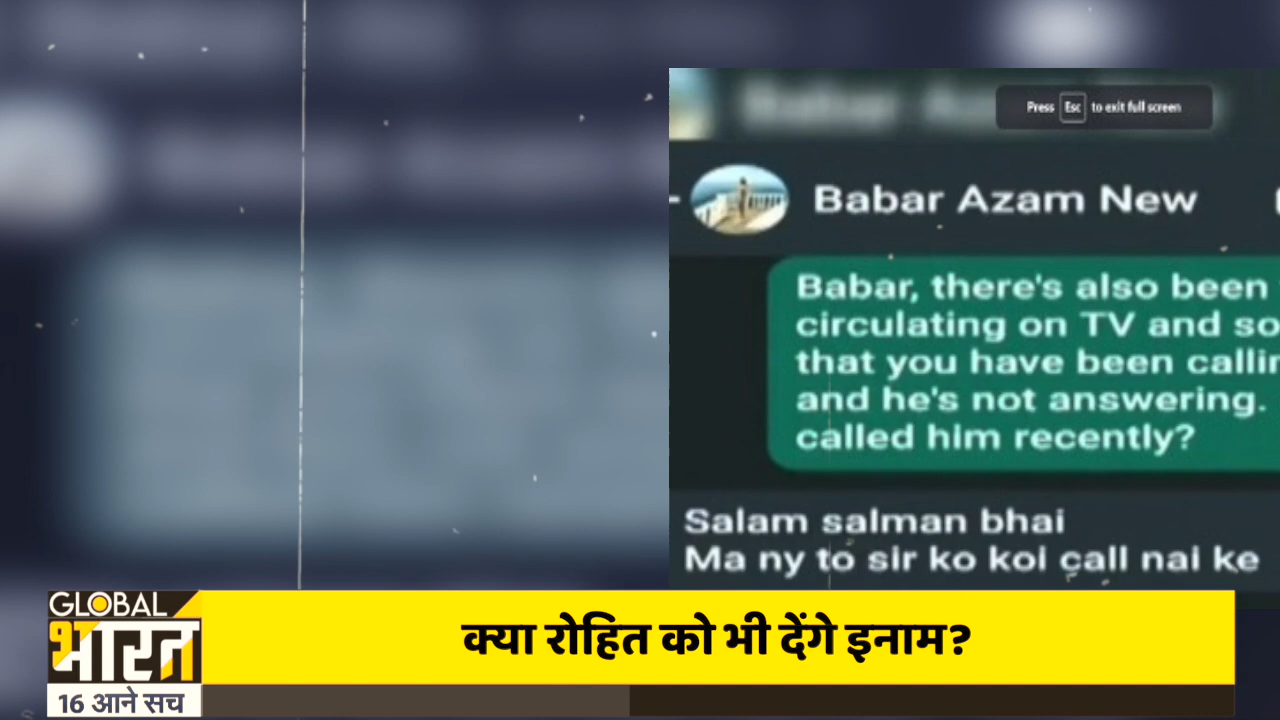 Press Esc to exit full screen
Babar Azam New
Babar, there's also been
circulating on TV and so
that you have been callin
and he's not answering.
called him recently?
Salam salman bhai
Ma ny to sir ko koi call nai ke
GLOBAL
भारत
16 आने सच
क्या रोहित को भी देंगे इनाम?